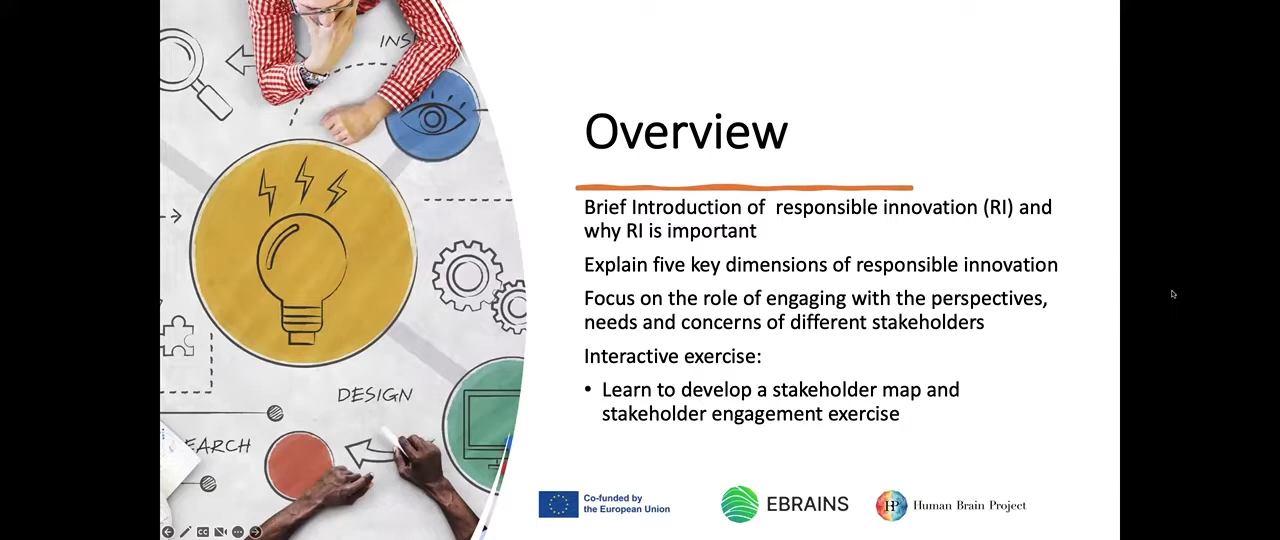 INS
Overview
Brief Introduction of  responsible innovation (RI) and
why RI is important
Explain five key dimensions of responsible innovation
Focus on the role of engaging with the perspectives,
needs and concerns of different stakeholders
Interactive exercise:
• Learn to develop a stakeholder map and
stakeholder engagement exercise
DESIGN
EARCH
Co-funded by
the European Union
EBRAINS
HP
Human Brain Project
CC